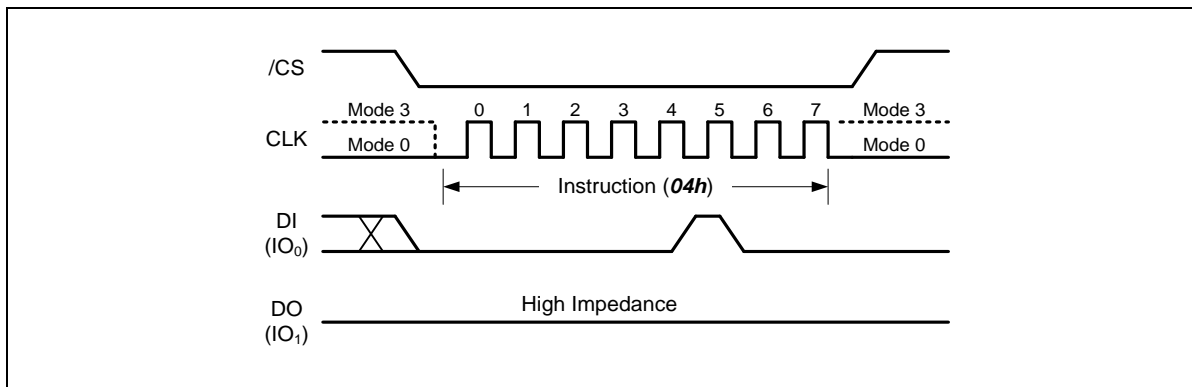 /CS
Mode 3 0 1 2 3 4 5 6 7 Mode 3
CLK
Mode 0 Mode 0
Instruction (04h)
DI
(IO₀)
High Impedance
DO
(IO₁)